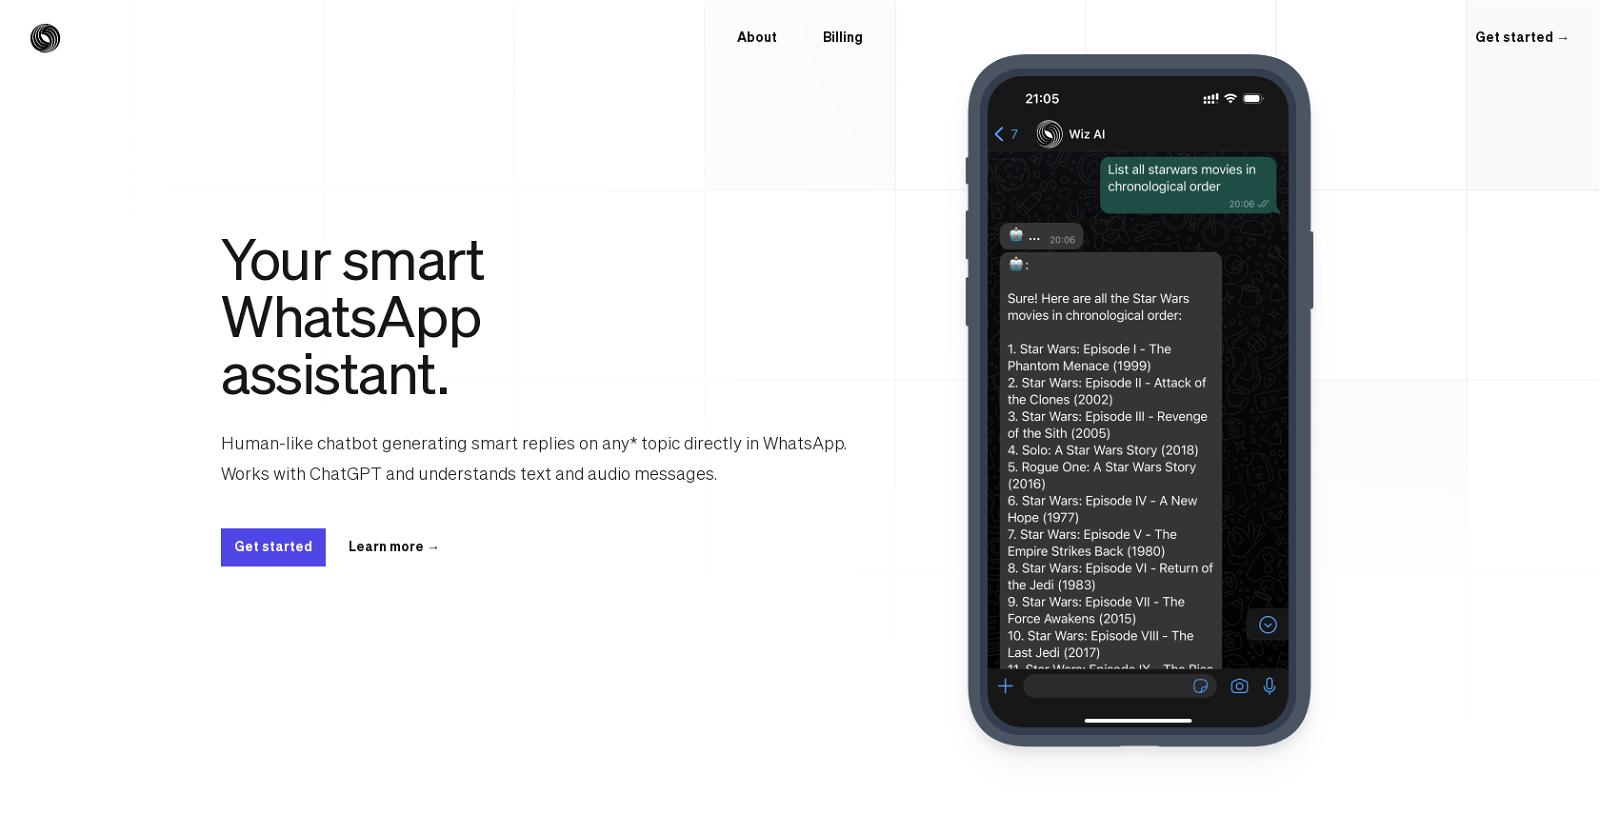 About
Billing
Get started →
Your smart
WhatsApp
assistant.
Human-like chatbot generating smart replies on any* topic directly in WhatsApp.
Works with ChatGPT and understands text and audio messages.
Get started
Learn more →
21:05
7
Wiz AI
List all starwars movies in
chronological order
20:06
...
20:06
:
Sure! Here are all the Star Wars
movies in chronological order:
1. Star Wars: Episode I - The
Phantom Menace (1999)
2. Star Wars: Episode II - Attack of
the Clones (2002)
3. Star Wars: Episode III - Revenge
of the Sith (2005)
4. Solo: A Star Wars Story (2018)
5. Rogue One: A Star Wars Story
(2016)
6. Star Wars: Episode IV - A New
Hope (1977)
7. Star Wars: Episode V - The
Empire Strikes Back (1980)
8. Star Wars: Episode VI - Return of
the Jedi (1983)
9. Star Wars: Episode VII - The
Force Awakens (2015)
10. Star Wars: Episode VIII - The
Last Jedi (2017)
11. Star Wars: Episode IX - The Rise